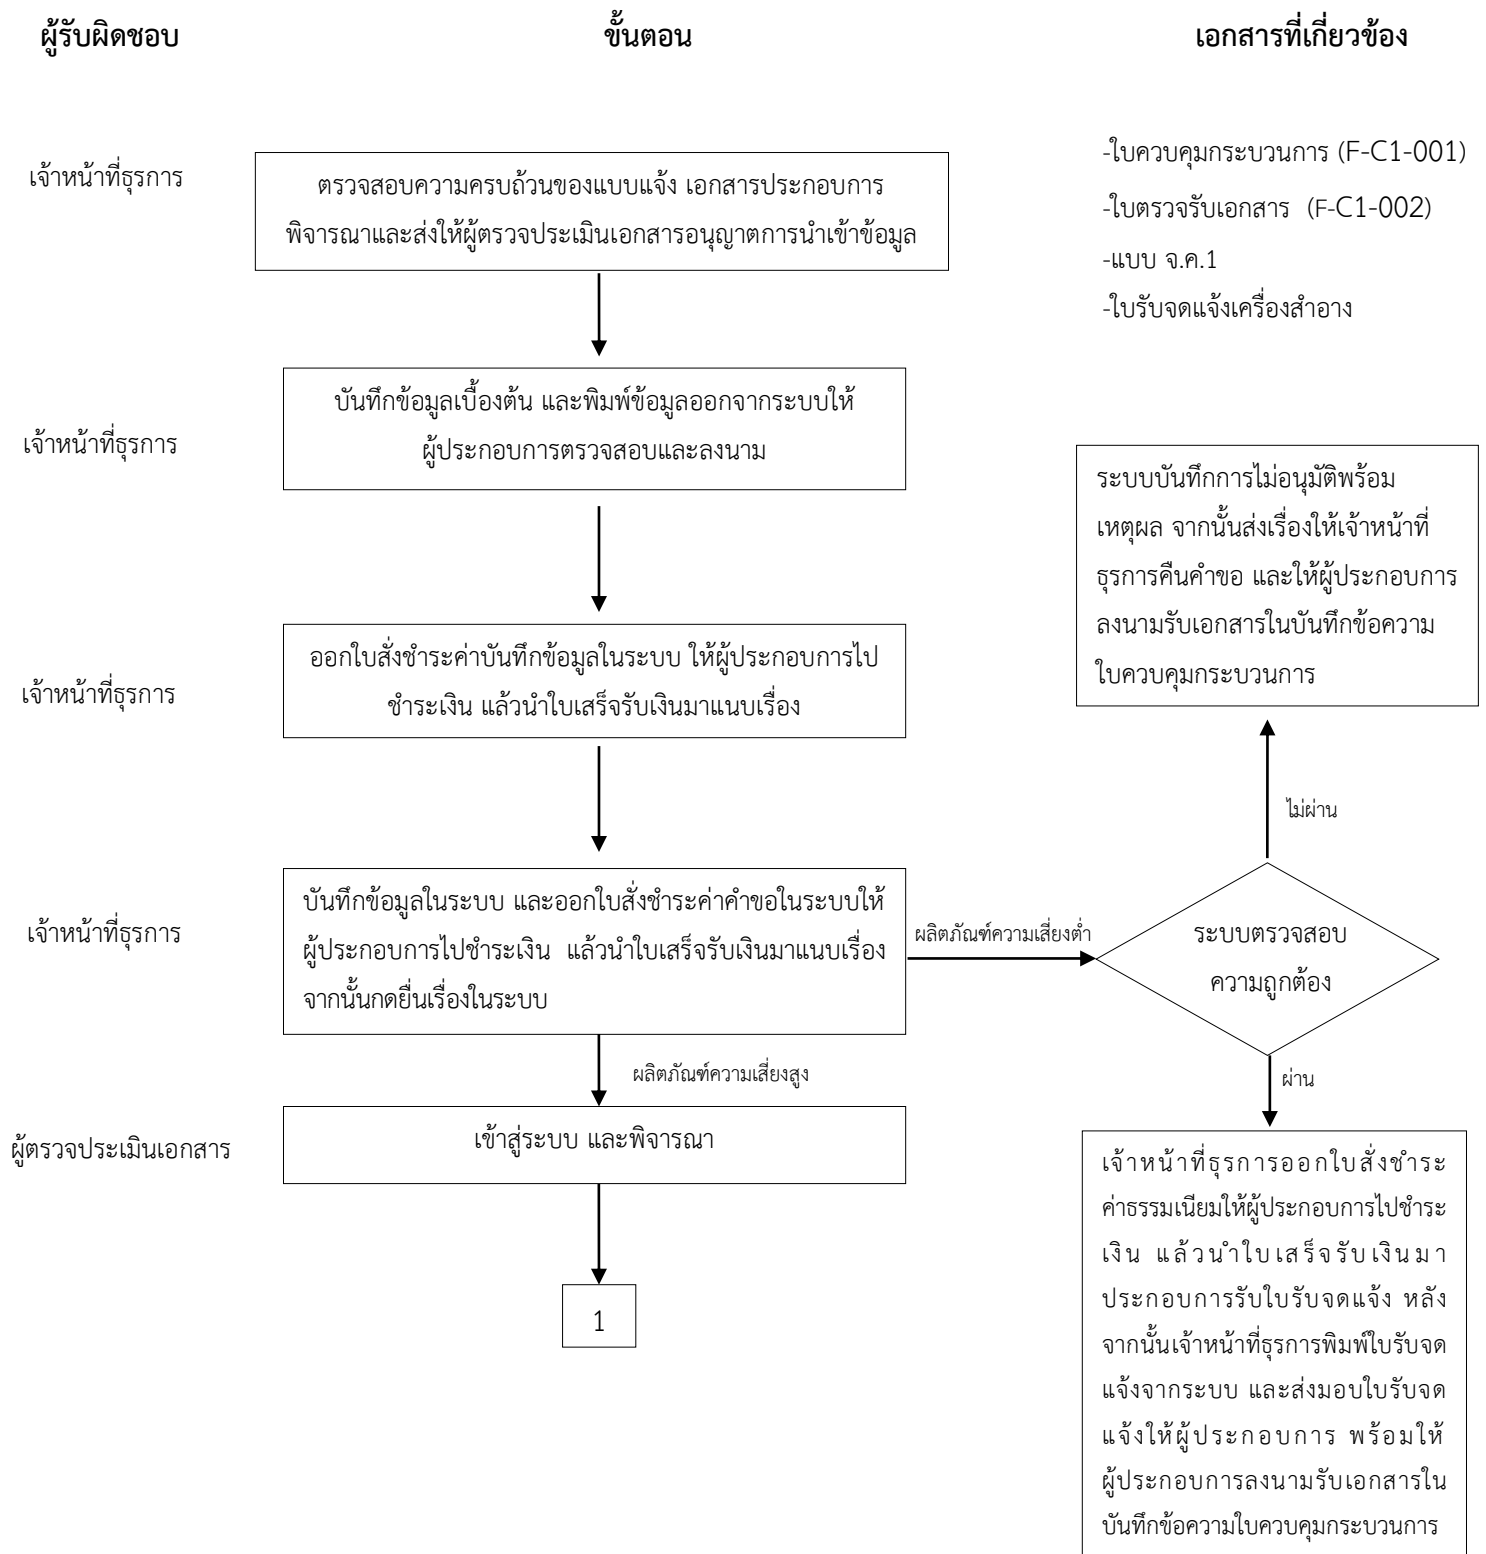 ผู้รับผิดชอบ
ขั้นตอน
เอกสารที่เกี่ยวข้อง
เจ้าหน้าที่ธุรการ
ตรวจสอบความครบถ้วนของแบบแจ้ง เอกสารประกอบการ
พิจารณาและส่งให้ผู้ตรวจประเมินเอกสารอนุญาตการนำเข้าข้อมูล
-ใบควบคุมกระบวนการ (F-C1-001)
-ใบตรวจรับเอกสาร (F-C1-002)
-แบบ จ.ค.1
-ใบรับจดแจ้งเครื่องสำอาง
เจ้าหน้าที่ธุรการ
บันทึกข้อมูลเบื้องต้น และพิมพ์ข้อมูลออกจากระบบให้
ผู้ประกอบการตรวจสอบและลงนาม
ระบบบันทึกการไม่อนุมัติพร้อม
เหตุผล จากนั้นส่งเรื่องให้เจ้าหน้าที่
ธุรการคืนคำขอ และให้ผู้ประกอบการ
ลงนามรับเอกสารในบันทึกข้อความ
ใบควบคุมกระบวนการ
เจ้าหน้าที่ธุรการ
ออกใบสั่งชำระค่าบันทึกข้อมูลในระบบ ให้ผู้ประกอบการไป
ชำระเงิน แล้วนำใบเสร็จรับเงินมาแนบเรื่อง
ไม่ผ่าน
เจ้าหน้าที่ธุรการ
บันทึกข้อมูลในระบบ และออกใบสั่งชำระค่าคำขอในระบบให้
ผู้ประกอบการไปชำระเงิน แล้วนำใบเสร็จรับเงินมาแนบเรื่อง
จากนั้นกดยื่นเรื่องในระบบ
ผลิตภัณฑ์ความเสี่ยงต่ำ
ระบบตรวจสอบ
ความถูกต้อง
ผลิตภัณฑ์ความเสี่ยงสูง
ผ่าน
ผู้ตรวจประเมินเอกสาร
เข้าสู่ระบบ และพิจารณา
1
เจ้าหน้าที่ธุรการออกใบสั่งชำระ
ค่าธรรมเนียมให้ผู้ประกอบการไปชำระ
เงิน แล้วนำใบเสร็จรับเงินมา
ประกอบการรับใบรับจดแจ้ง หลัง
จากนั้นเจ้าหน้าที่ธุรการพิมพ์ใบรับจด
แจ้งจากระบบ และส่งมอบใบรับจด
แจ้งให้ผู้ประกอบการ พร้อมให้
ผู้ประกอบการลงนามรับเอกสารใน
บันทึกข้อความใบควบคุมกระบวนการ